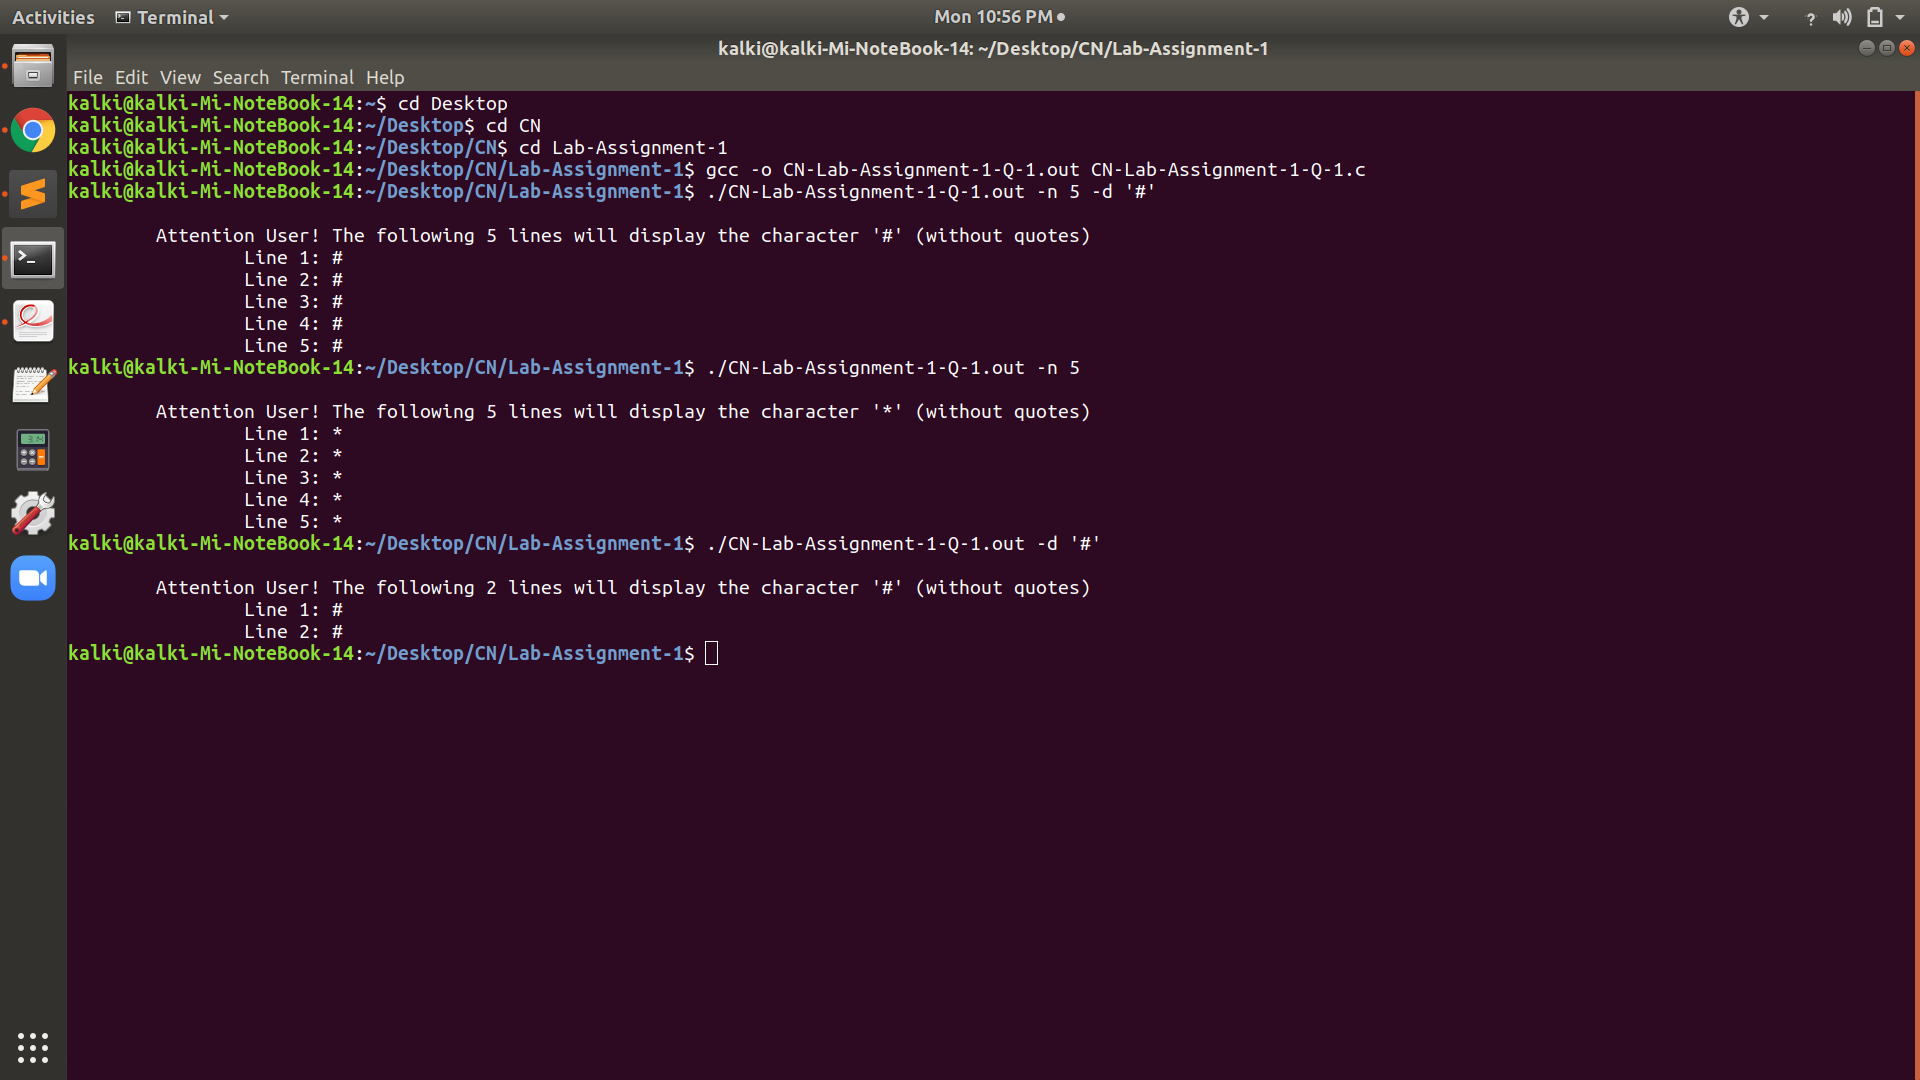 Activities Terminal Mon 10:56 PM ?
kalki@kalki-Mi-NoteBook-14: ~/Desktop/CN/Lab-Assignment-1
File Edit View Search Terminal Help
kalki@kalki-Mi-NoteBook-14:~$ cd Desktop
kalki@kalki-Mi-NoteBook-14:~/Desktop$ cd CN
kalki@kalki-Mi-NoteBook-14:~/Desktop/CN$ cd Lab-Assignment-1
kalki@kalki-Mi-NoteBook-14:~/Desktop/CN/Lab-Assignment-1$ gcc -o CN-Lab-Assignment-1-Q-1.out CN-Lab-Assignment-1-Q-1.c
kalki@kalki-Mi-NoteBook-14:~/Desktop/CN/Lab-Assignment-1$ ./CN-Lab-Assignment-1-Q-1.out -n 5 -d '#'
Attention User! The following 5 lines will display the character '#' (without quotes)
Line 1: #
Line 2: #
Line 3: #
Line 4: #
Line 5: #
kalki@kalki-Mi-NoteBook-14:~/Desktop/CN/Lab-Assignment-1$ ./CN-Lab-Assignment-1-Q-1.out -n 5
Attention User! The following 5 lines will display the character '*' (without quotes)
Line 1: *
Line 2: *
Line 3: *
Line 4: *
Line 5: *
kalki@kalki-Mi-NoteBook-14:~/Desktop/CN/Lab-Assignment-1$ ./CN-Lab-Assignment-1-Q-1.out -d '#'
Attention User! The following 2 lines will display the character '#' (without quotes)
Line 1: #
Line 2: #
kalki@kalki-Mi-NoteBook-14:~/Desktop/CN/Lab-Assignment-1$